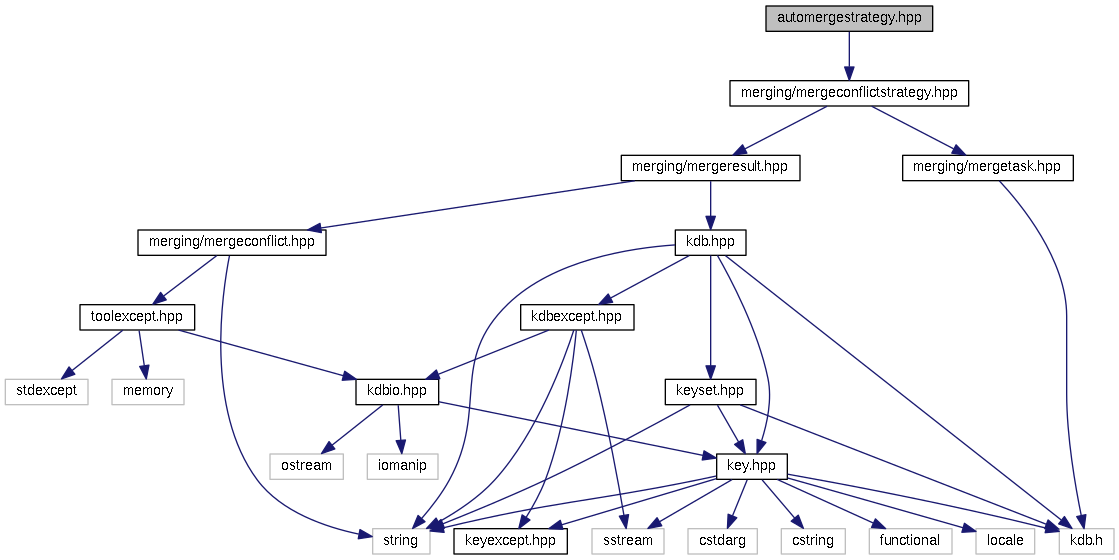 automergestrategy.hpp
merging/mergeconflictstrategy.hpp
merging/mergeresult.hpp
merging/mergetask.hpp
merging/mergeconflict.hpp
kdb.hpp
toolexcept.hpp
kdbexcept.hpp
stdexcept
memory
kdbio.hpp
keyset.hpp
ostream
iomanip
key.hpp
string
keyexcept.hpp
sstream
cstdarg
cstring
functional
locale
kdb.h